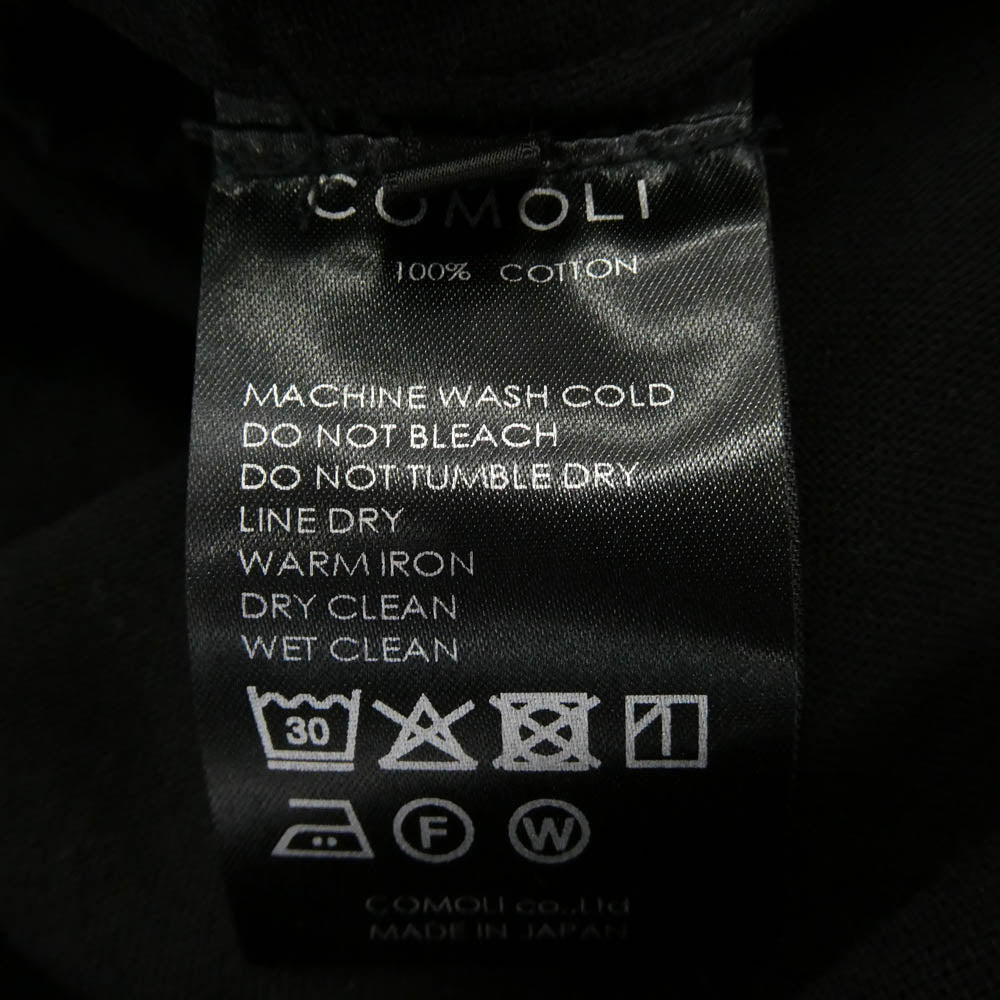 COMOLI
100% COTTON
MACHINE WASH COLD
DO NOT BLEACH
DO NOT TUMBLE DRY
LINE DRY
WARM IRON
DRY CLEAN
WET CLEAN
30
F W
COMOLI co.,Ltd
MADE IN JAPAN